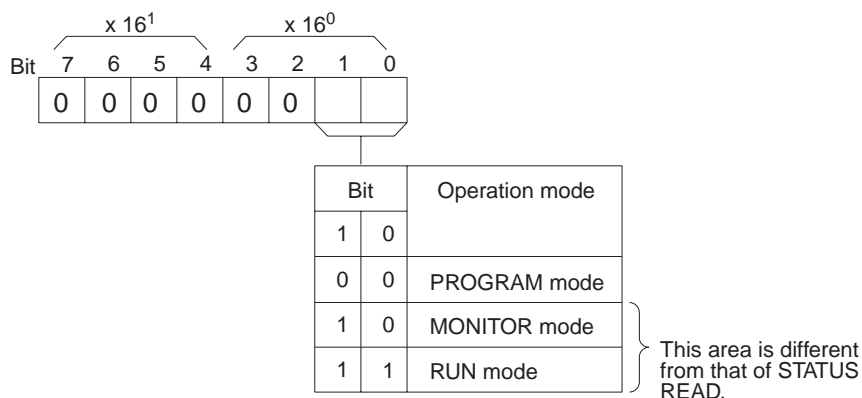 x 16¹ x 16⁰
Bit 7 6 5 4 3 2 1 0
0 0 0 0 0 0
Bit Operation mode
1 0
0 0 PROGRAM mode
1 0 MONITOR mode
1 1 RUN mode
This area is different
from that of STATUS
READ.